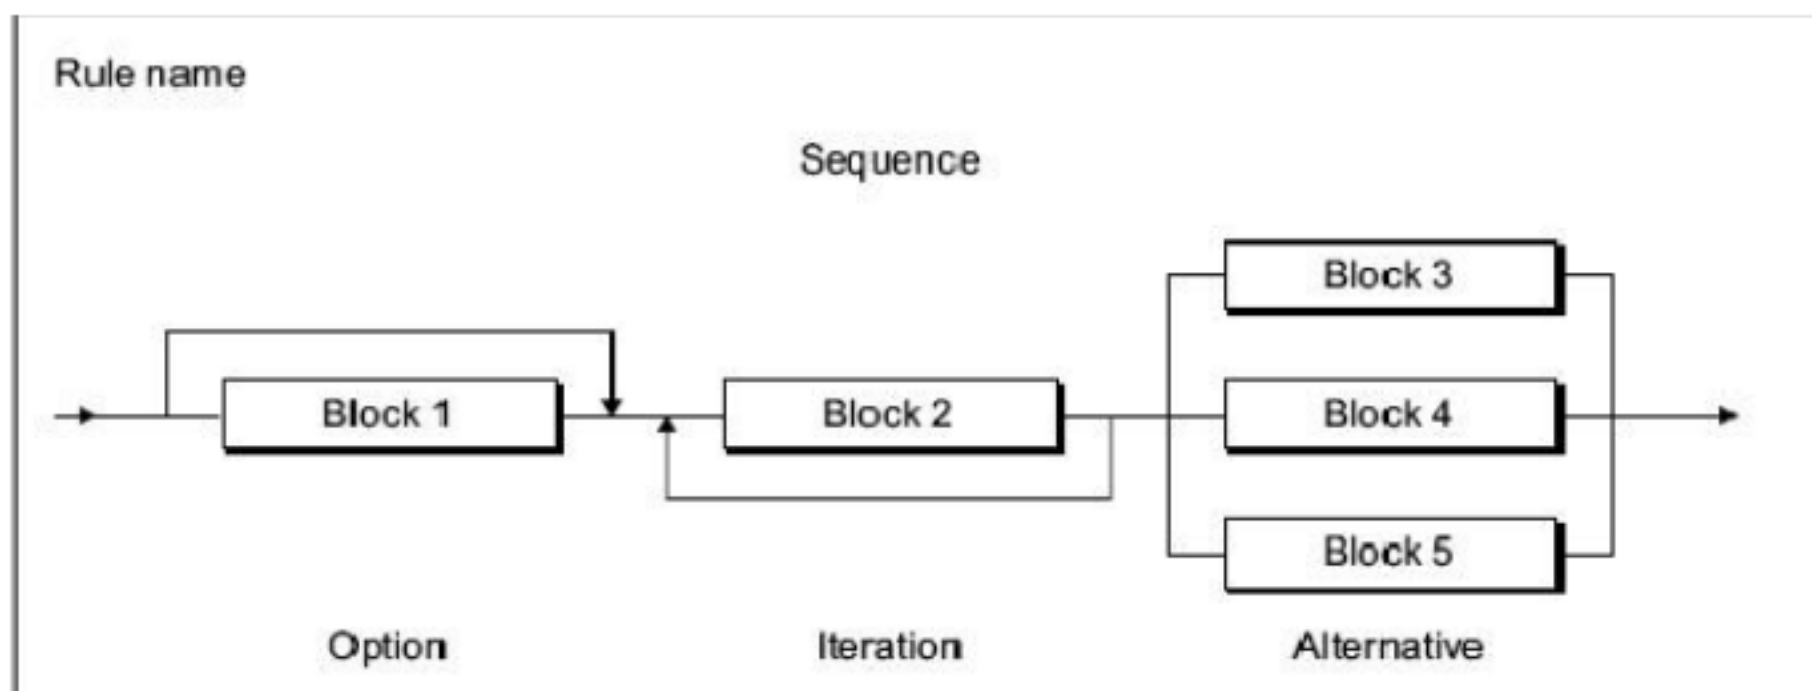 Rule name
Sequence
Block 3
Block 1
Block 2
Block 4
Block 5
Option
Iteration
Alternative